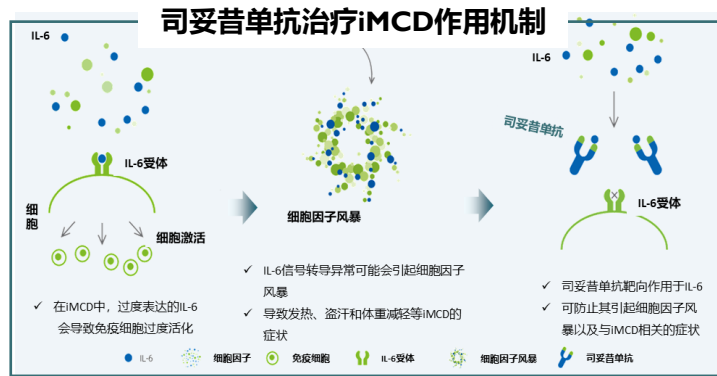 司妥昔单抗治疗iMCD作用机制
IL-6
IL-6受体
细胞
细胞激活
✓ 在iMCD中，过度表达的IL-6
会导致免疫细胞过度活化
细胞因子风暴
✓ IL-6信号转导异常可能会引起细胞因子
风暴
✓ 导致发热、盗汗和体重减轻等iMCD的
症状
IL-6
司妥昔单抗
IL-6受体
✓ 司妥昔单抗靶向作用于IL-6
✓ 可防止其引起细胞因子风
暴以及与iMCD相关的症状
IL-6 细胞因子 免疫细胞 IL-6受体 细胞因子风暴 司妥昔单抗